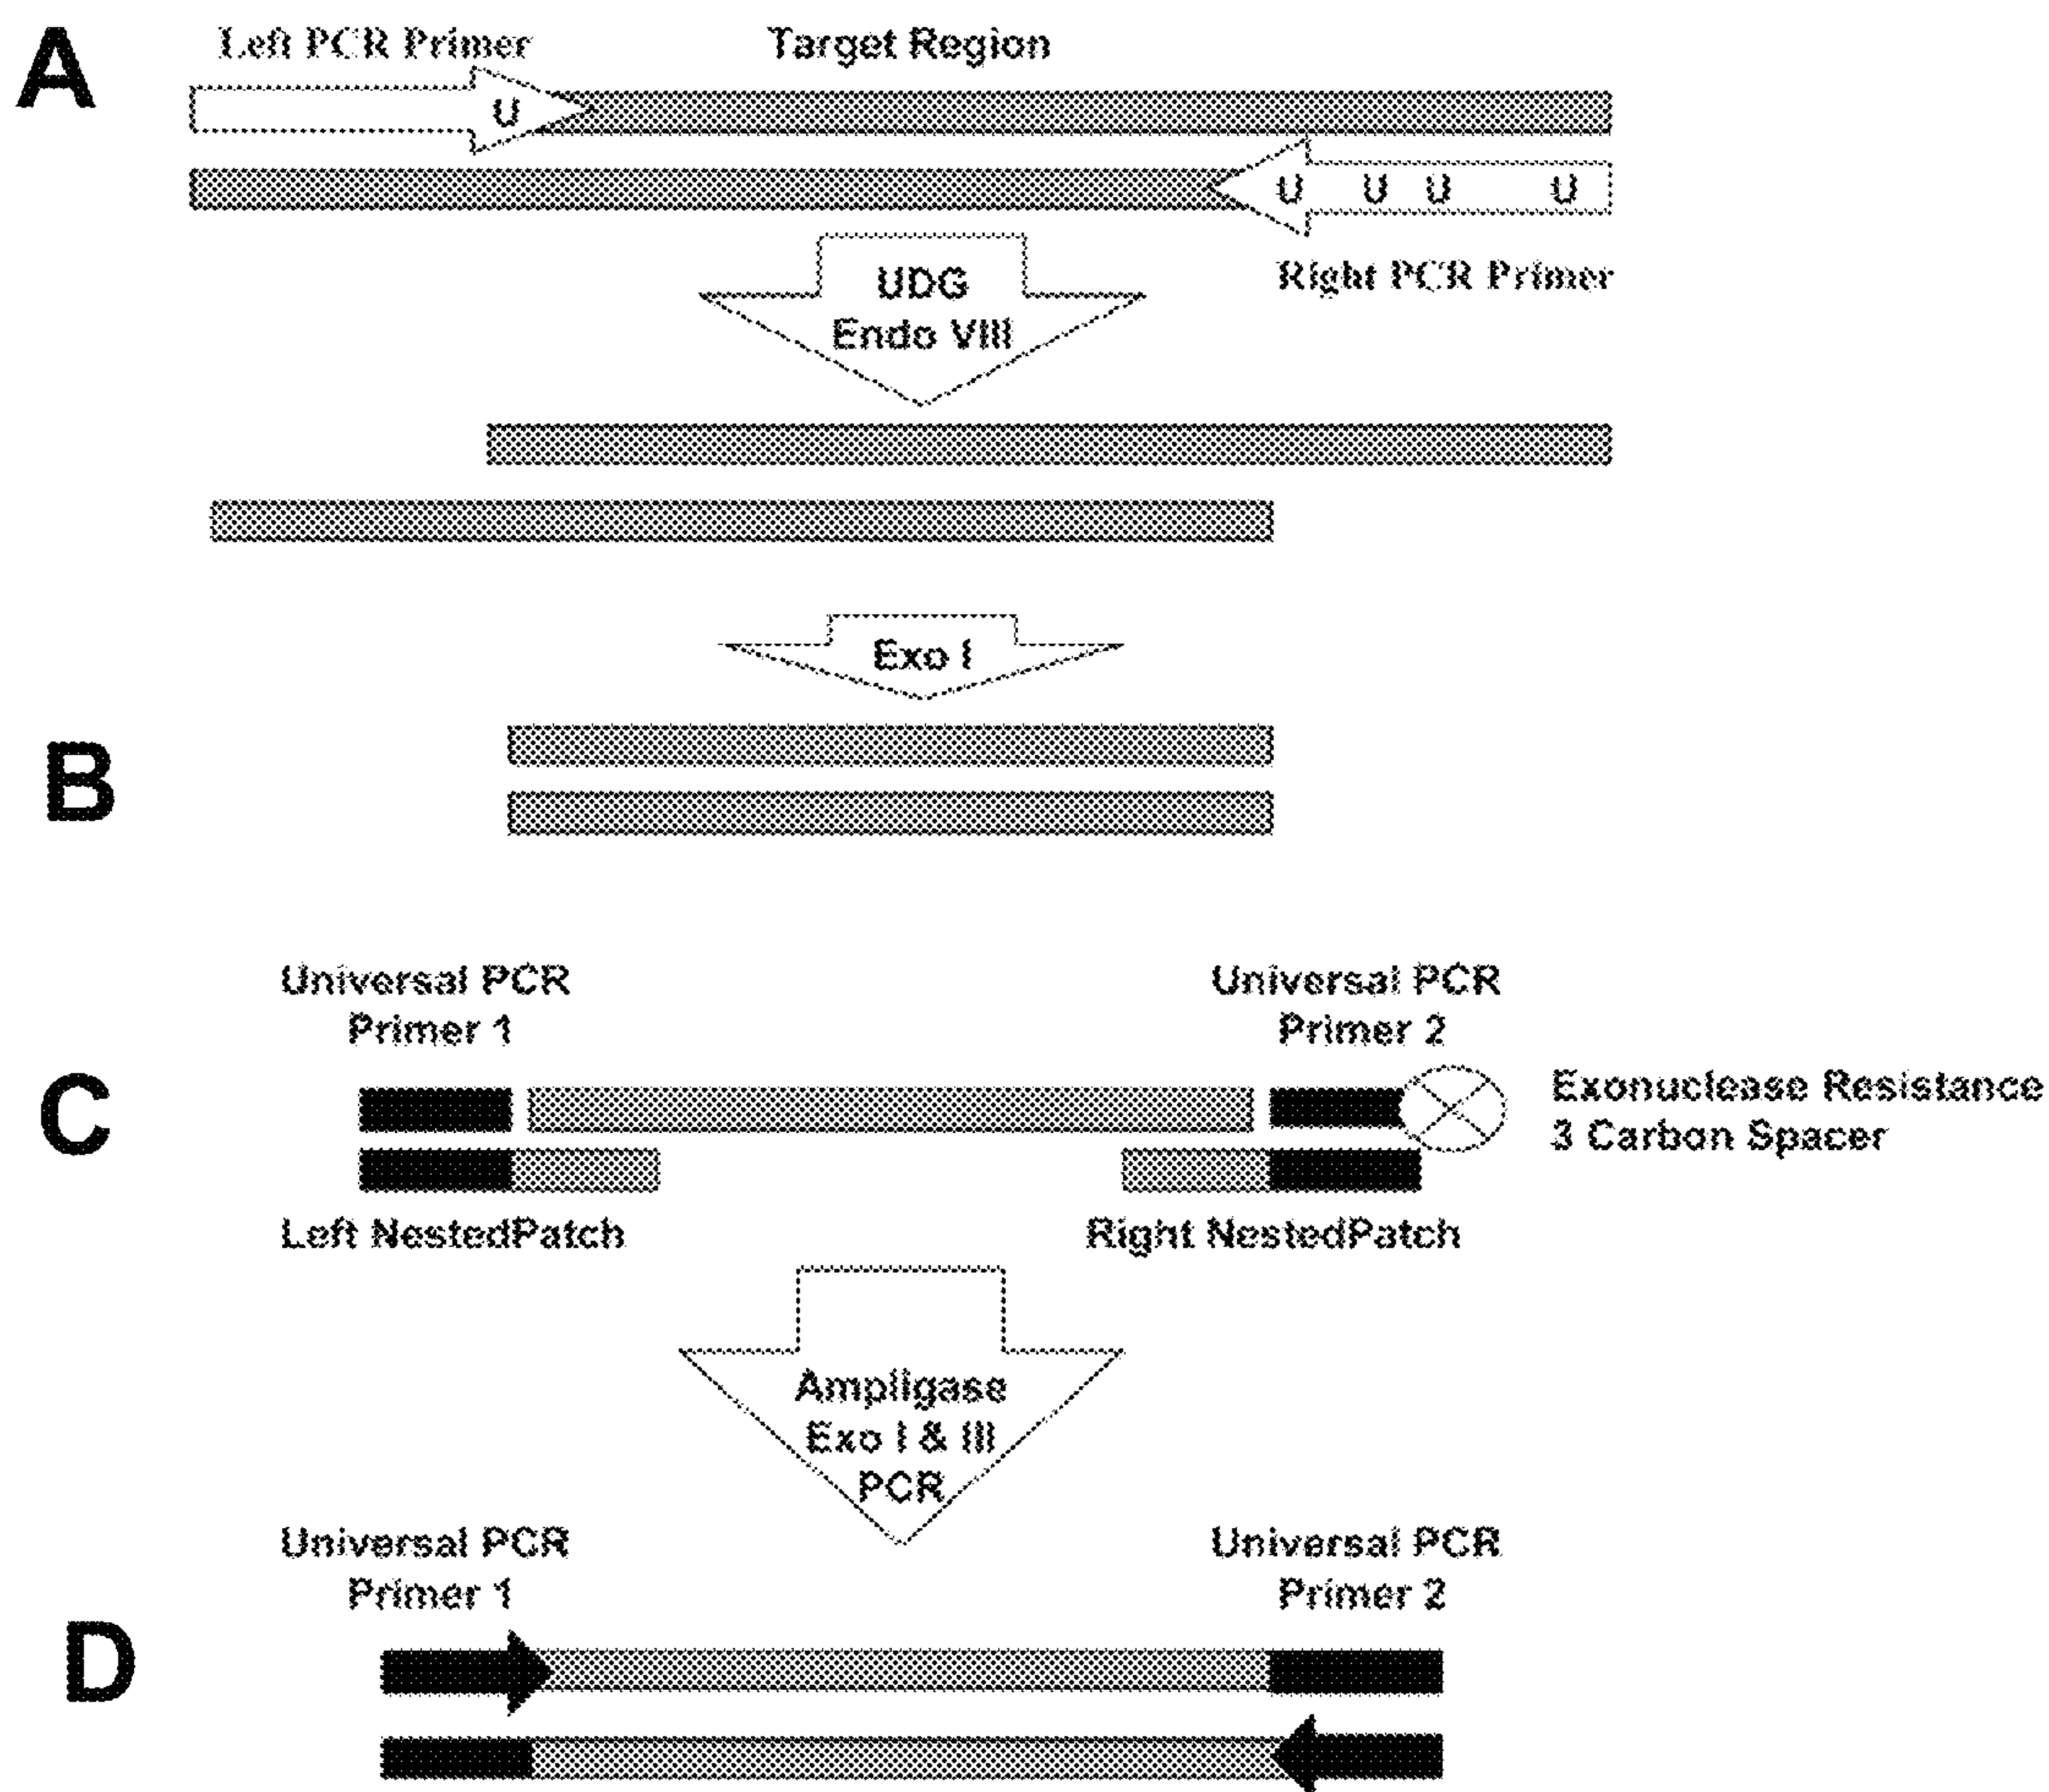 A
Left PCR Primer
Target Region
U
U U U U
Right PCR Primer
UDG
Endo VIII
Exo I
B
Universal PCR
Primer 1
Universal PCR
Primer 2
C
Exonuclease Resistance
3 Carbon Spacer
Left NestedPatch
Right NestedPatch
Ampligase
Exo I & III
PCR
Universal PCR
Primer 1
Universal PCR
Primer 2
D